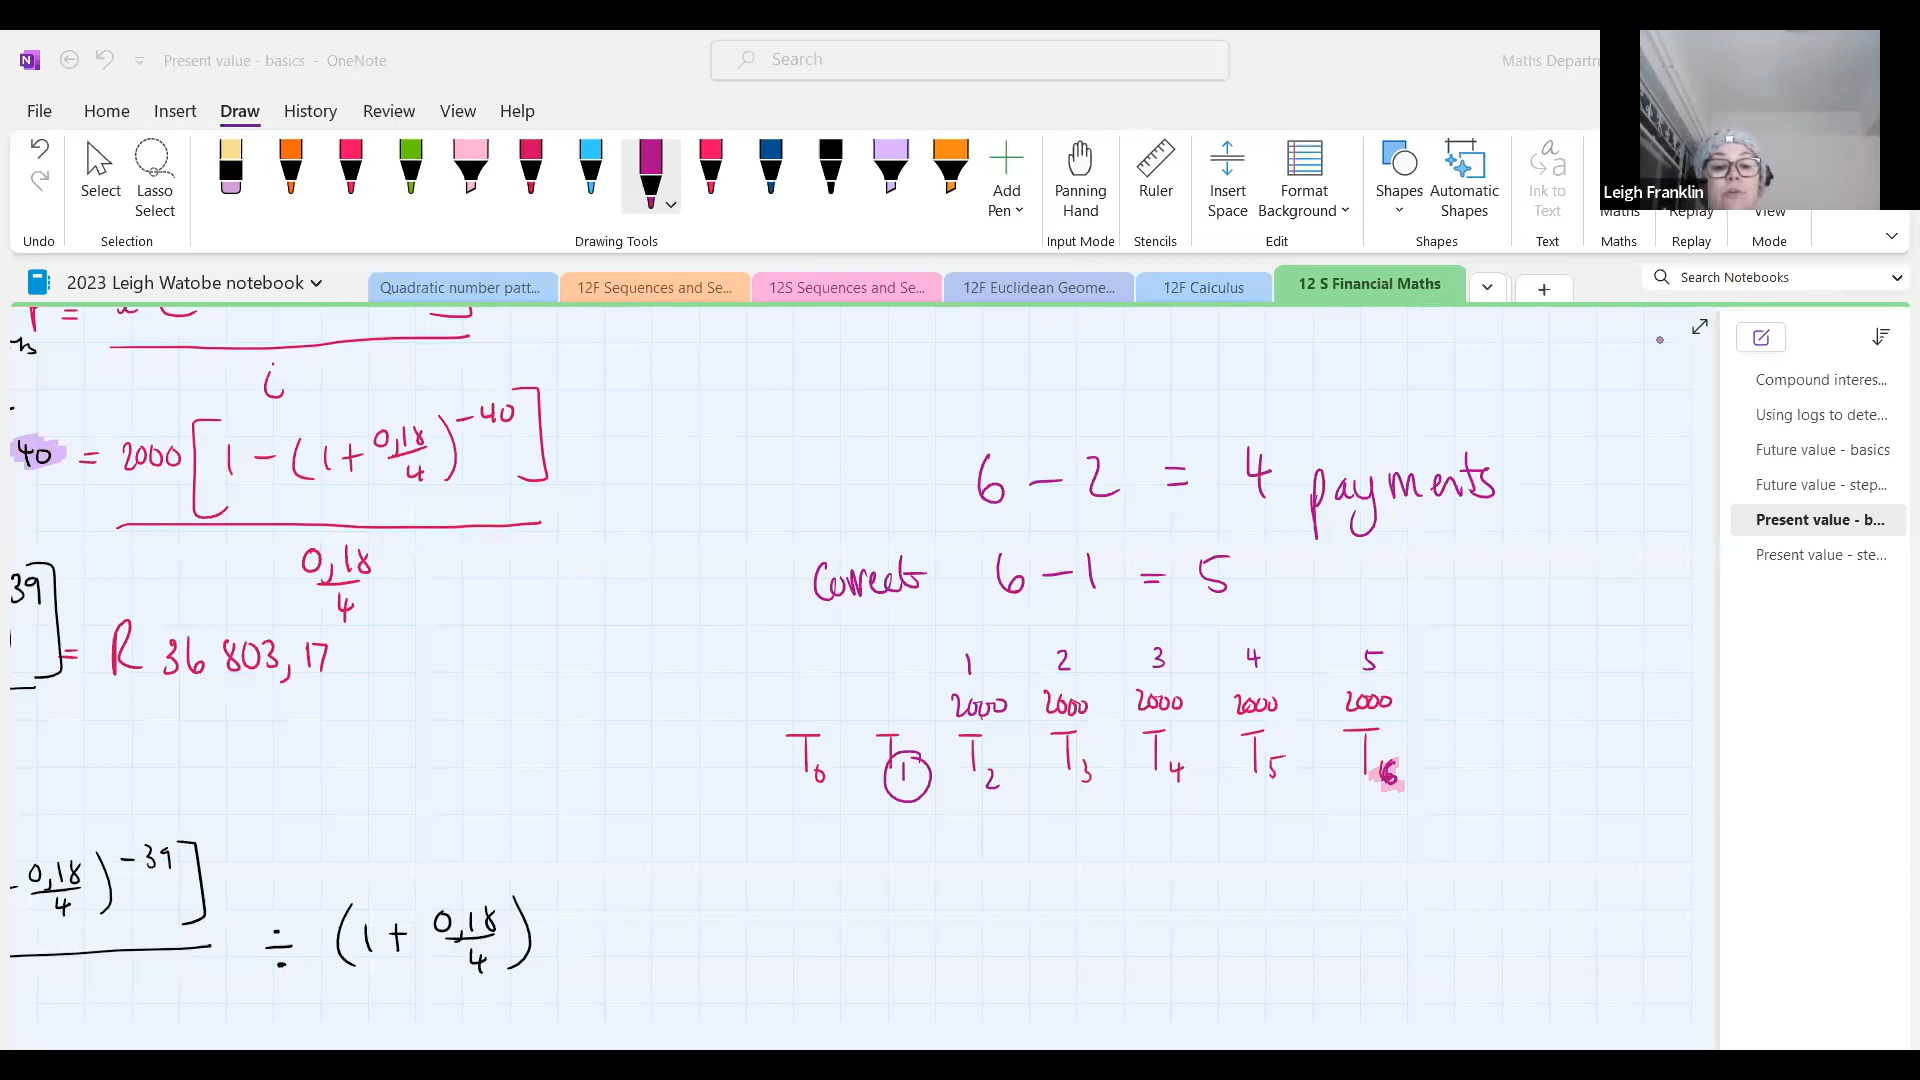 Present value - basics - OneNote
Search
Maths Departn
Leigh Franklin
File Home Insert Draw History Review View Help
Undo
Select
Lasso Select
Selection
Drawing Tools
Add Pen
Panning Hand
Input Mode
Ruler
Stencils
Insert Space
Format Background
Edit
Shapes
Automatic Shapes
Shapes
Ink to Text
Text
Maths
Maths
Replay
Replay
View
Mode
2023 Leigh Watobe notebook
Quadratic number patt...
12F Sequences and Se...
12S Sequences and Se...
12F Euclidean Geome...
12F Calculus
12 S Financial Maths
Search Notebooks
Compound interes...
Using logs to dete...
Future value - basics
Future value - step...
Present value - b...
Present value - ste...
i
40 = 2000 [ 1 - (1 + 0,18/4)^-40 ]
0,18/4
39 ]
= R 36 803,17
0,18/4 )^-39 ] ÷ (1 + 0,18/4)
6 - 2 = 4 payments
Correct 6 - 1 = 5
1 2 3 4 5
2000 2000 2000 2000 2000
T0 T1 T2 T3 T4 T5 T6